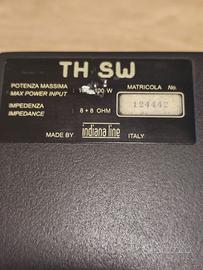 TH SW
POTENZA MASSIMA
MAX POWER INPUT : W
MATRICOLA No.
124442
IMPEDENZA
IMPEDANCE : 8 + 8 OHM
MADE BY indiana line ITALY